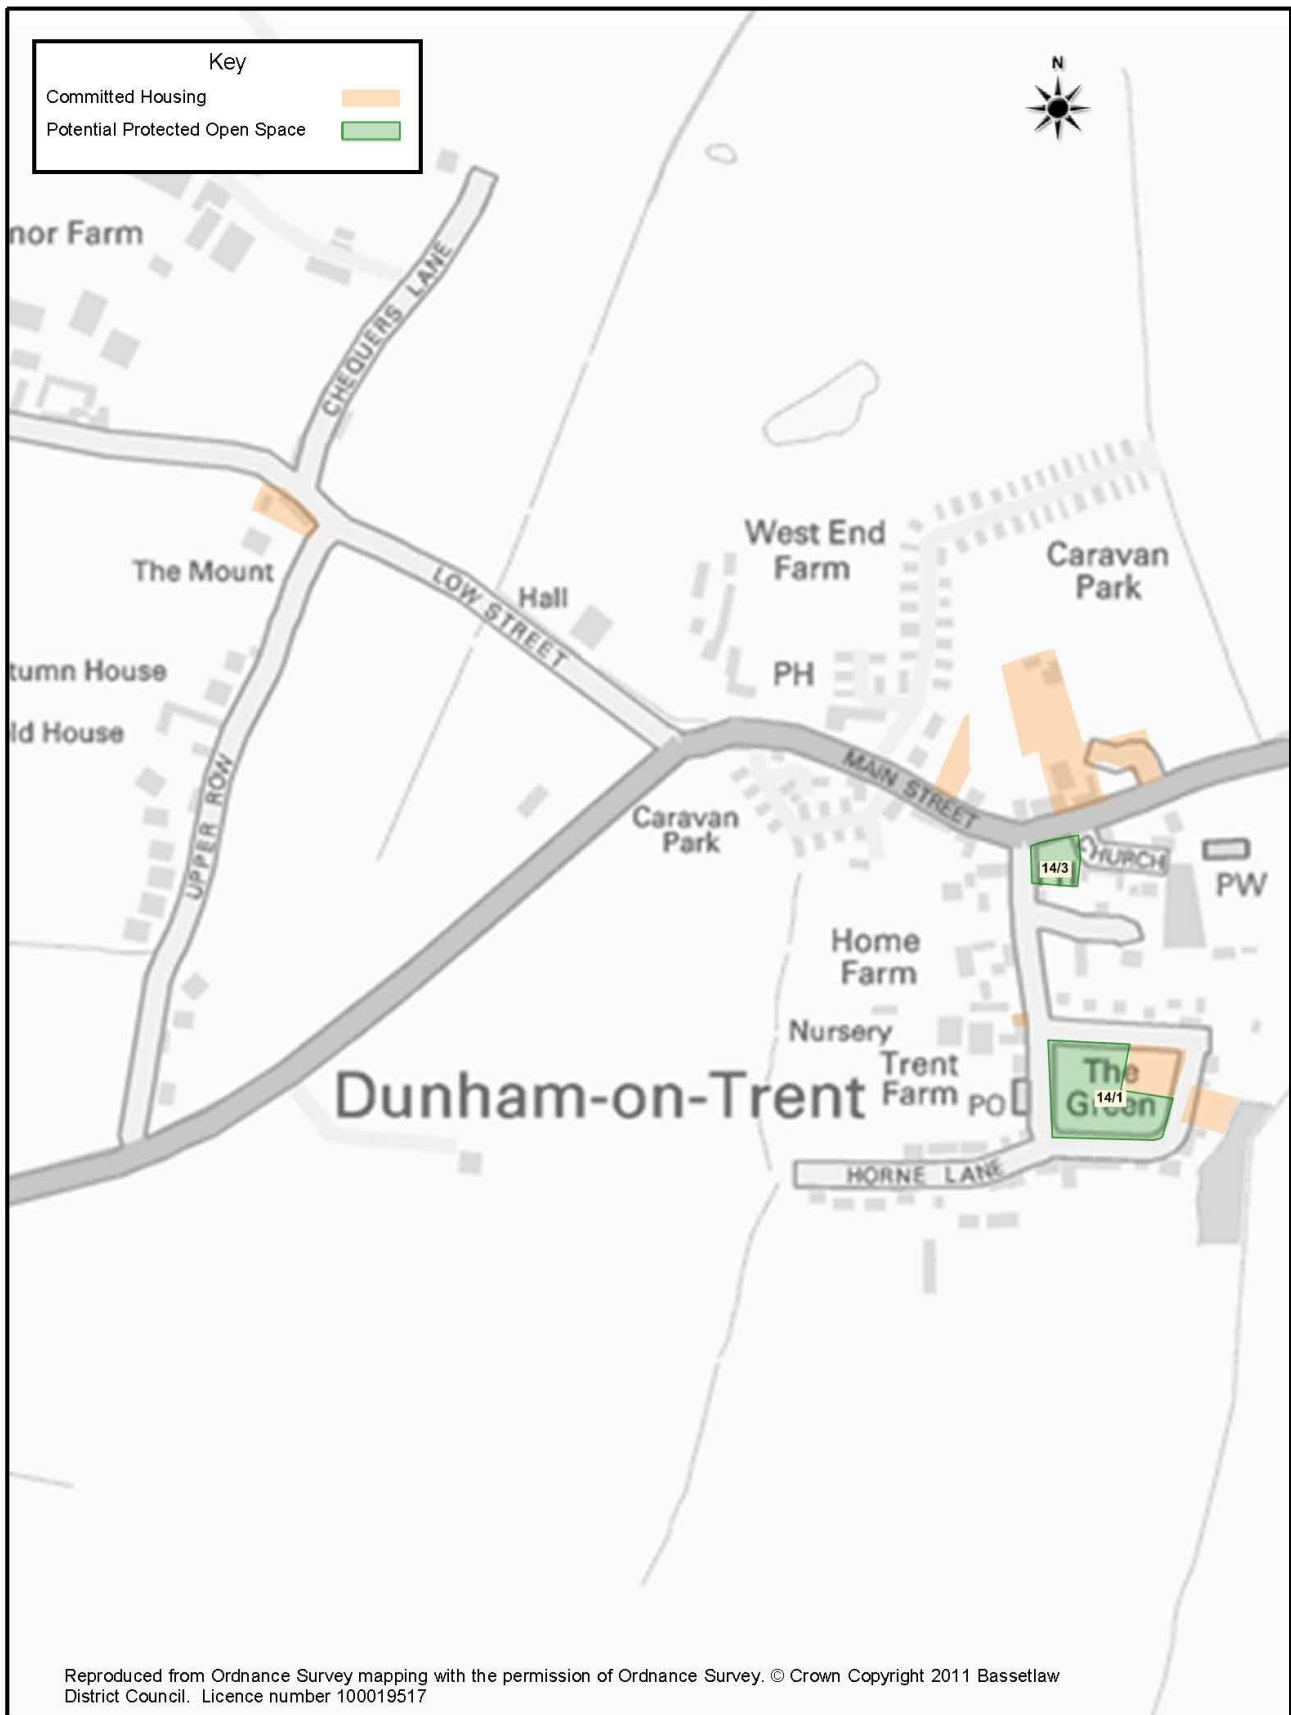 Key
Committed Housing
Potential Protected Open Space
N
nor Farm
CHEQUERS LANE
West End
Farm
Caravan
Park
The Mount
LOW STREET
Hall
tumn House
PH
ld House
MAIN STREET
UPPER ROW
Caravan
Park
CHURCH
14/3
PW
Home
Farm
Nursery
Trent
Farm
The
Green
14/1
Dunham-on-Trent
PO
HORNE LANE
Reproduced from Ordnance Survey mapping with the permission of Ordnance Survey. © Crown Copyright 2011 Bassetlaw
District Council. Licence number 100019517